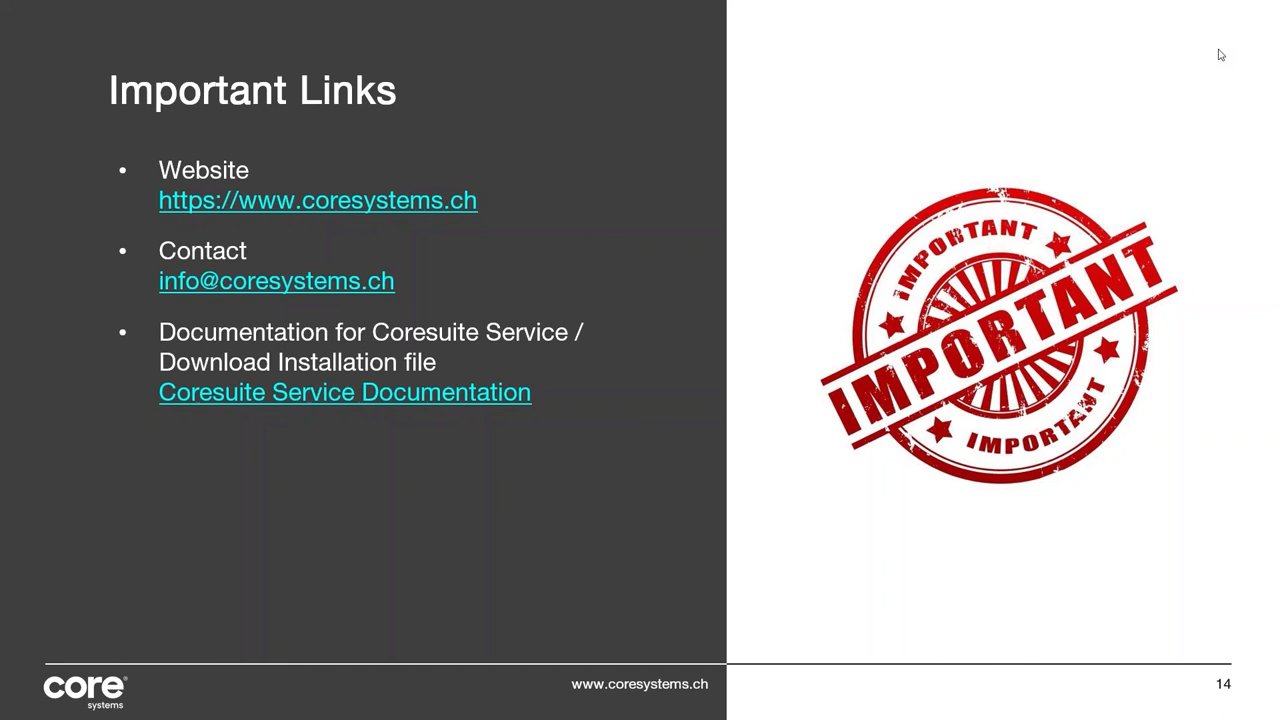 Important Links
• Website
https://www.coresystems.ch
• Contact
info@coresystems.ch
• Documentation for Coresuite Service /
Download Installation file
Coresuite Service Documentation
IMPORTANT
IMPORTANT
IMPORTANT
core®
systems
www.coresystems.ch
14